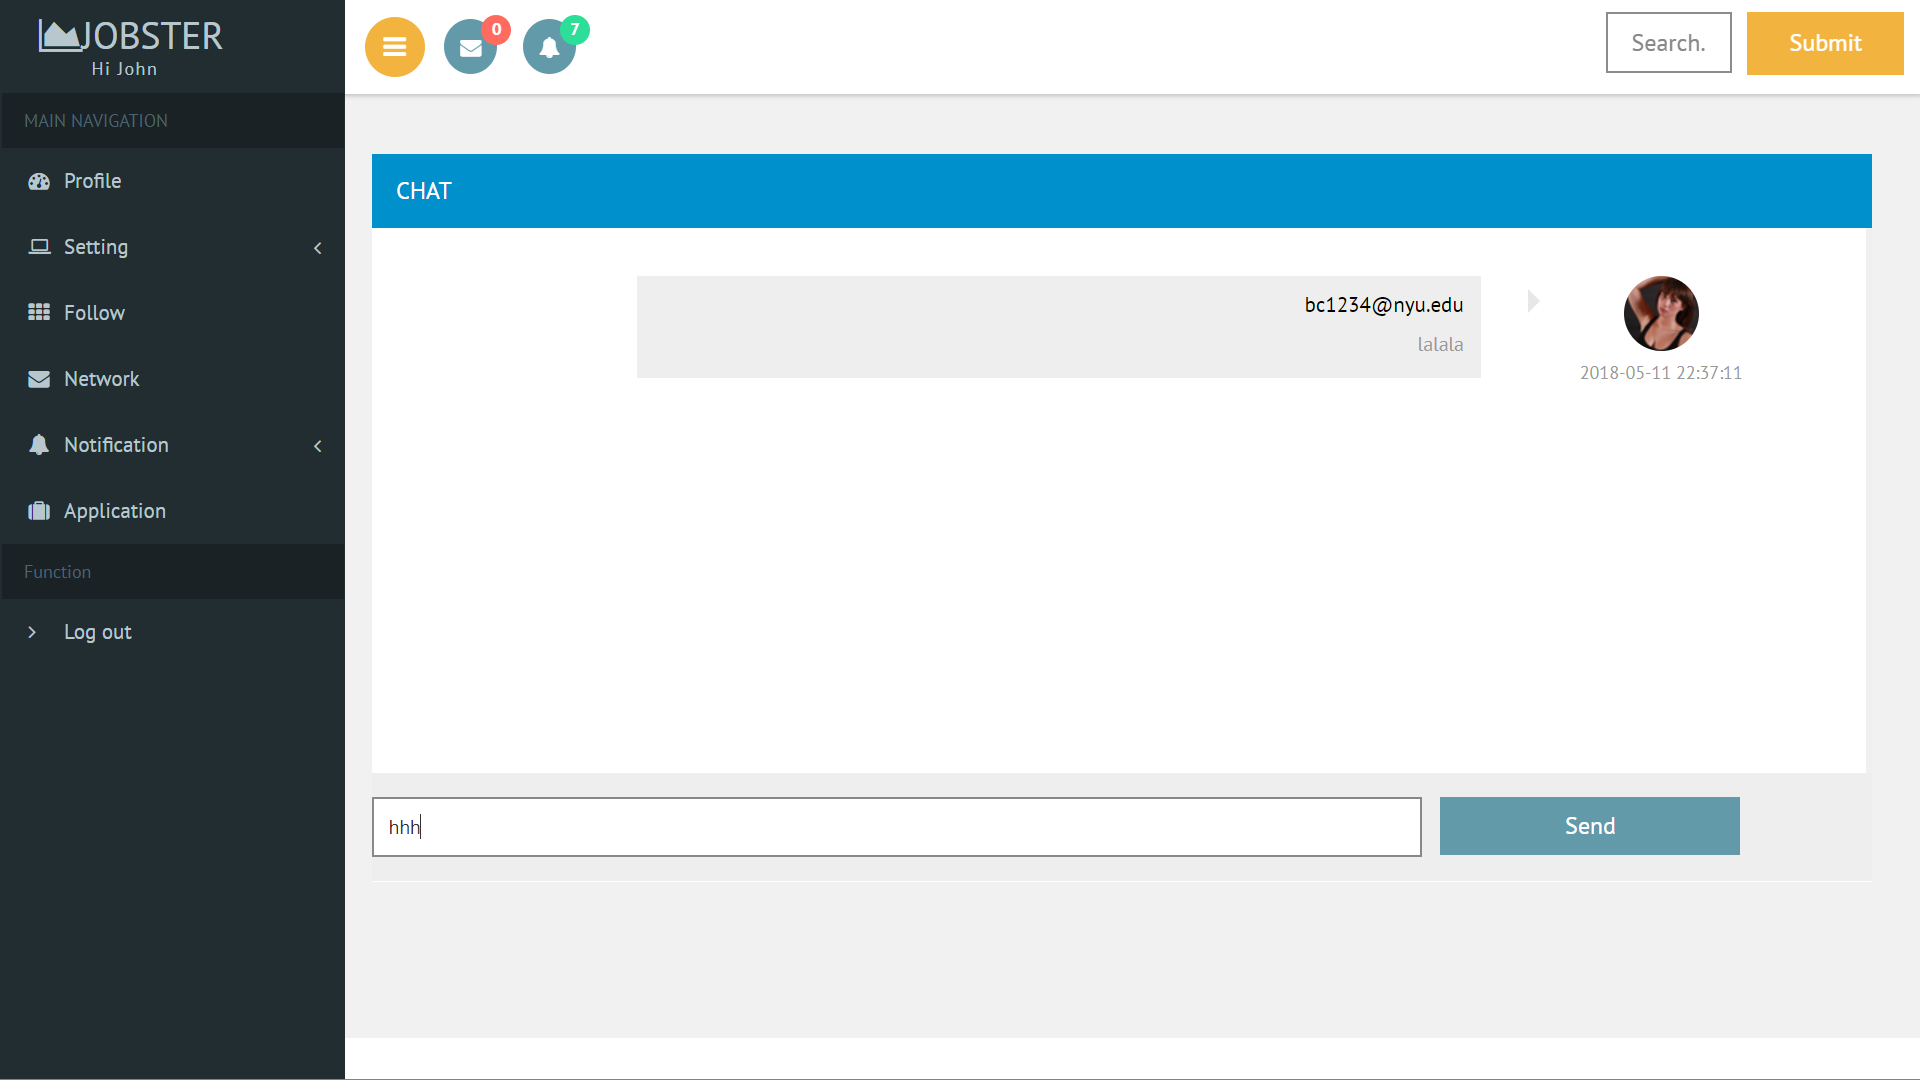 JOBSTER
Hi John
0
7
Search.
Submit
MAIN NAVIGATION
Profile
Setting
Follow
Network
Notification
Application
Function
Log out
CHAT
bc1234@nyu.edu
lalala
2018-05-11 22:37:11
hhh
Send